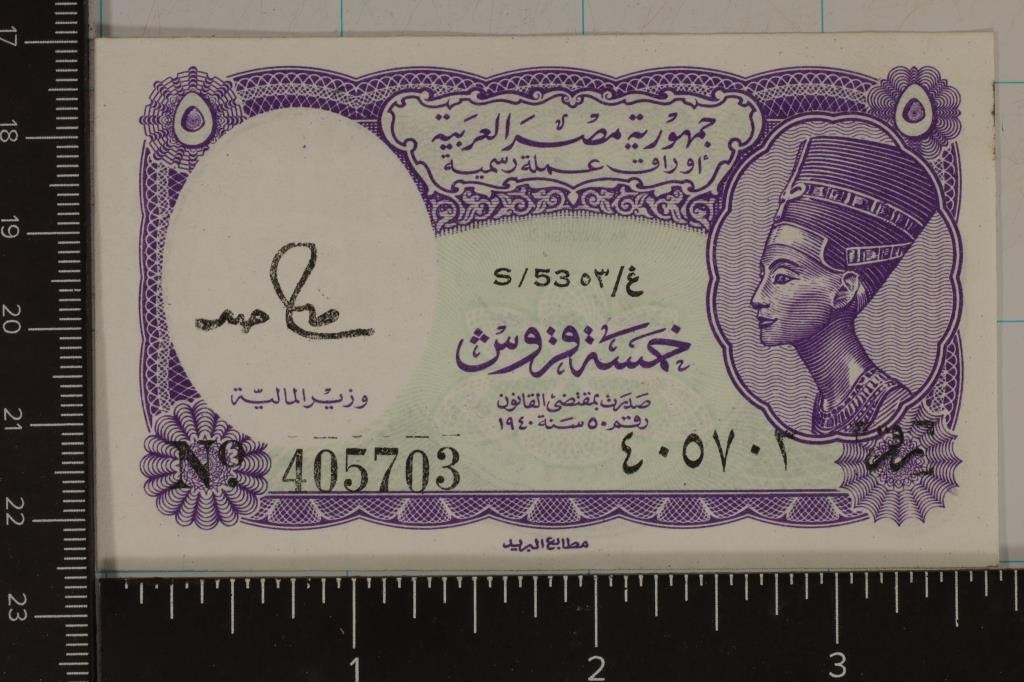 ٥ ٥
جمهورية مصر العربية
أوراق عملة رسمية
S/53 ٥٣/غ
خمسة قروش
صدرت بمقتضى القانون
رقم ٥٠ سنة ١٩٤٠
وزير المالية
Nº 405703
٤٠٥٧٠٣
مطابع البريد
17
18
19
20
21
22
23
1 2 3